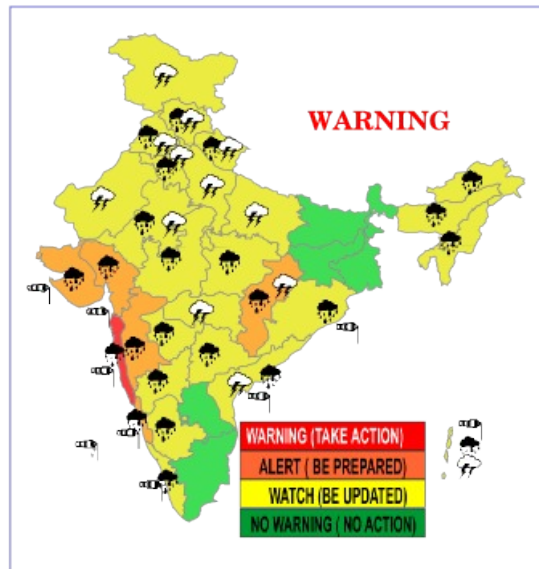 WARNING
WARNING (TAKE ACTION)
ALERT ( BE PREPARED)
WATCH (BE UPDATED)
NO WARNING ( NO ACTION)